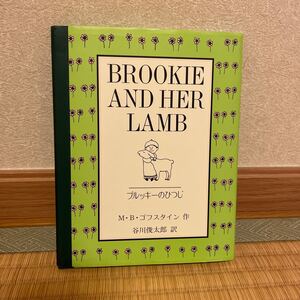 BROOKIE
AND HER
LAMB
ブルッキーのひつじ
M・B・ゴフスタイン 作
谷川俊太郎 訳